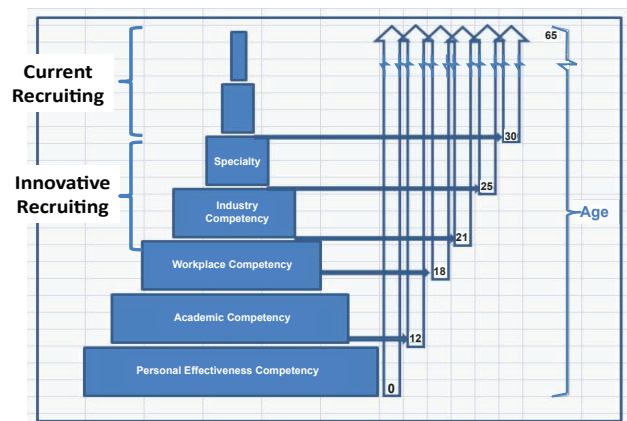 65
Current
Recruiting
30
Specialty
Innovative
Recruiting
25
Industry
Competency
Age
21
Workplace Competency
18
Academic Competency
12
Personal Effectiveness Competency
0